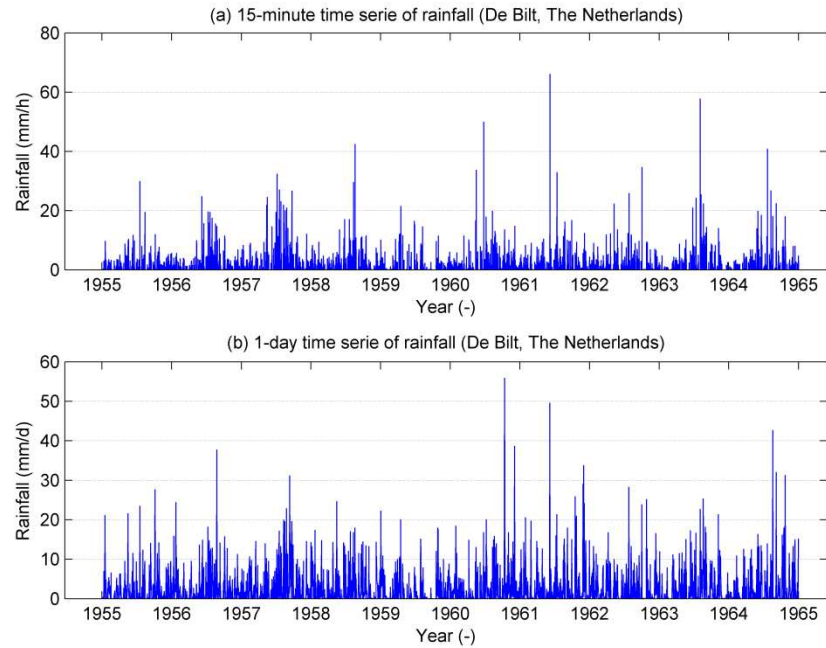 (a) 15-minute time serie of rainfall (De Bilt, The Netherlands)
80
60
40
20
0
Rainfall (mm/h)
1955 1956 1957 1958 1959 1960 1961 1962 1963 1964 1965
Year (-)
(b) 1-day time serie of rainfall (De Bilt, The Netherlands)
60
50
40
30
20
10
0
Rainfall (mm/d)
1955 1956 1957 1958 1959 1960 1961 1962 1963 1964 1965
Year (-)